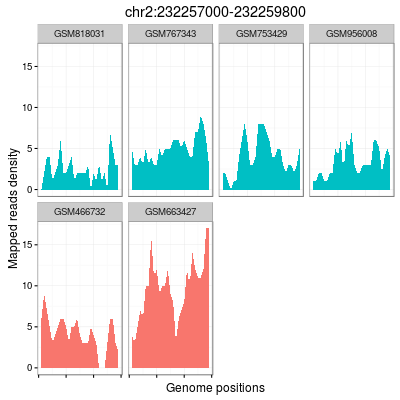 chr2:232257000-232259800
GSM818031 GSM767343 GSM753429 GSM956008
15
10
5
0
GSM466732 GSM663427
15
10
5
0
Mapped reads density
Genome positions